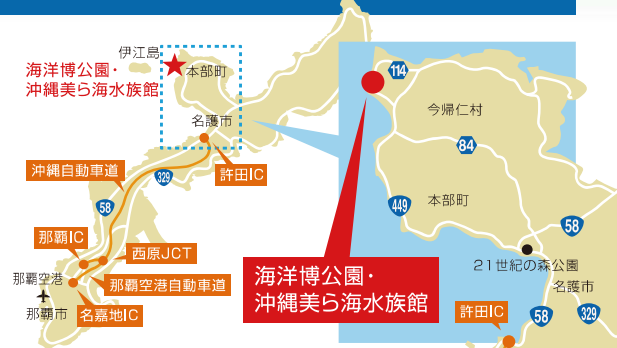 伊江島
海洋博公園・
沖縄美ら海水族館
本部町
名護市
許田IC
沖縄自動車道
329
58
那覇IC
西原JCT
那覇空港
那覇空港自動車道
名嘉地IC
那覇市
114
今帰仁村
84
本部町
449
58
21世紀の森公園
名護市
海洋博公園・
沖縄美ら海水族館
許田IC
58
329